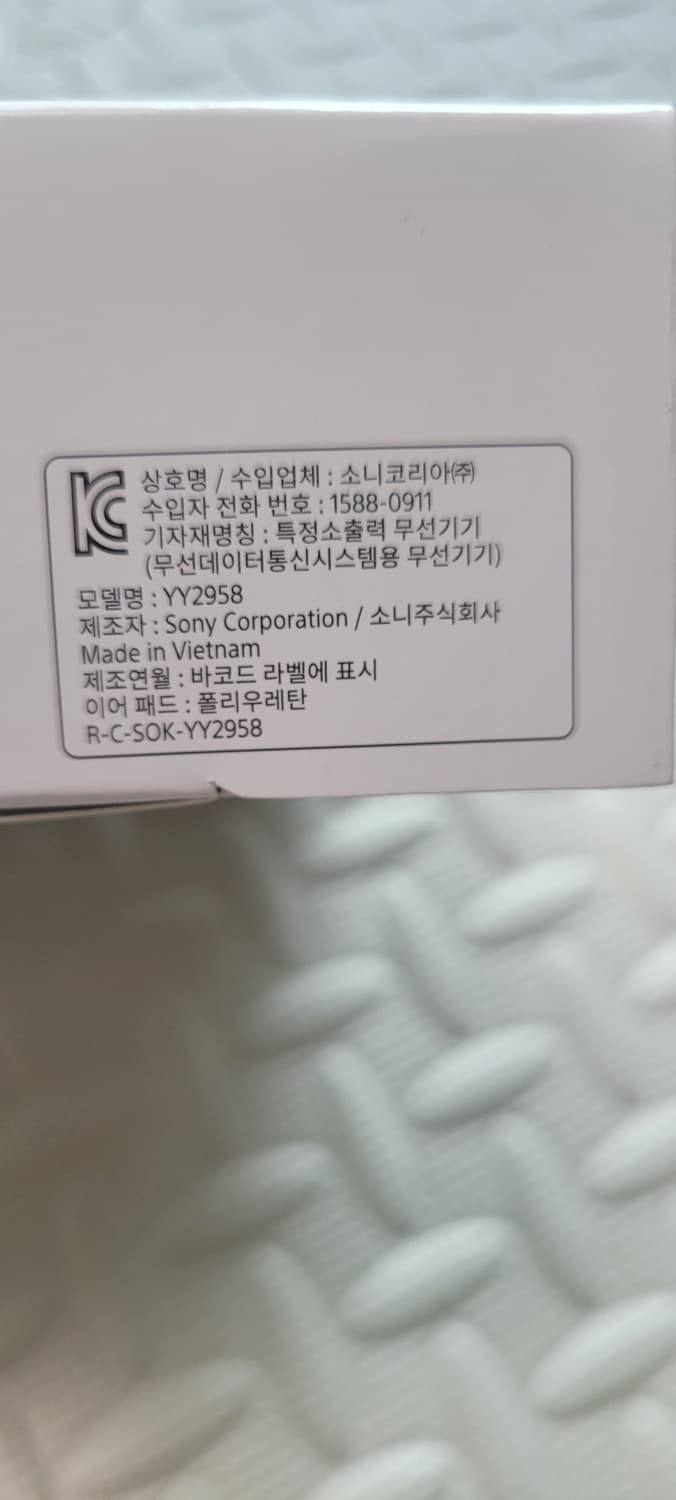 KC 상호명 / 수입업체 : 소니코리아㈜
수입자 전화 번호 : 1588-0911
기자재명칭 : 특정소출력 무선기기
(무선데이터통신시스템용 무선기기)
모델명 : YY2958
제조자 : Sony Corporation / 소니주식회사
Made in Vietnam
제조연월 : 바코드 라벨에 표시
이어 패드 : 폴리우레탄
R-C-SOK-YY2958